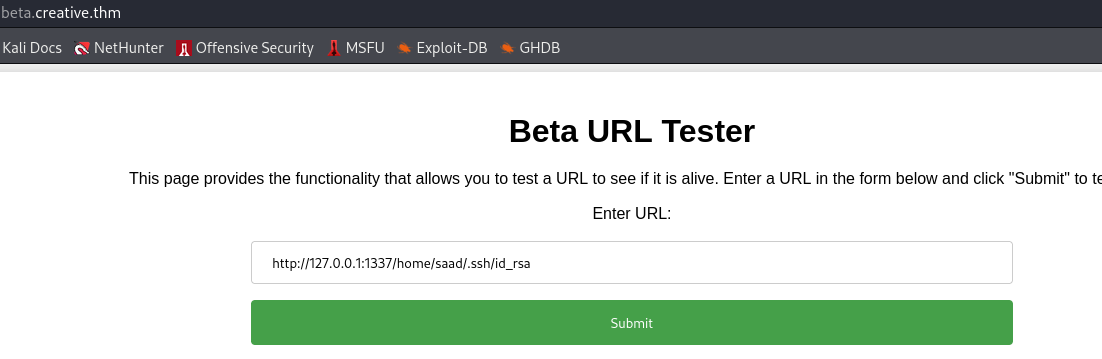 beta.creative.thm
Kali Docs NetHunter Offensive Security MSFU Exploit-DB GHDB
Beta URL Tester
This page provides the functionality that allows you to test a URL to see if it is alive. Enter a URL in the form below and click "Submit" to
Enter URL:
http://127.0.0.1:1337/home/saad/.ssh/id_rsa
Submit